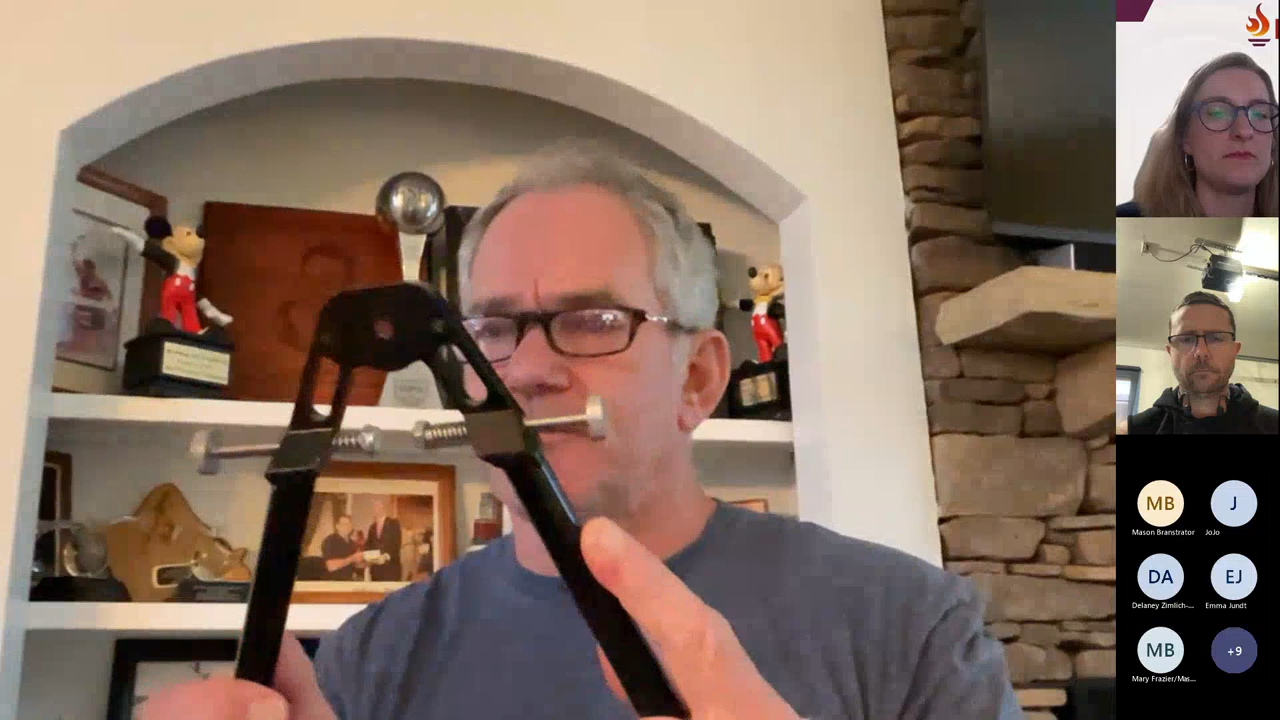 MB
J
Mason Branstrator
JoJo
DA
EJ
Delaney Zimlich-...
Emma Jundt
MB
+9
Mary Frazier/Mas...